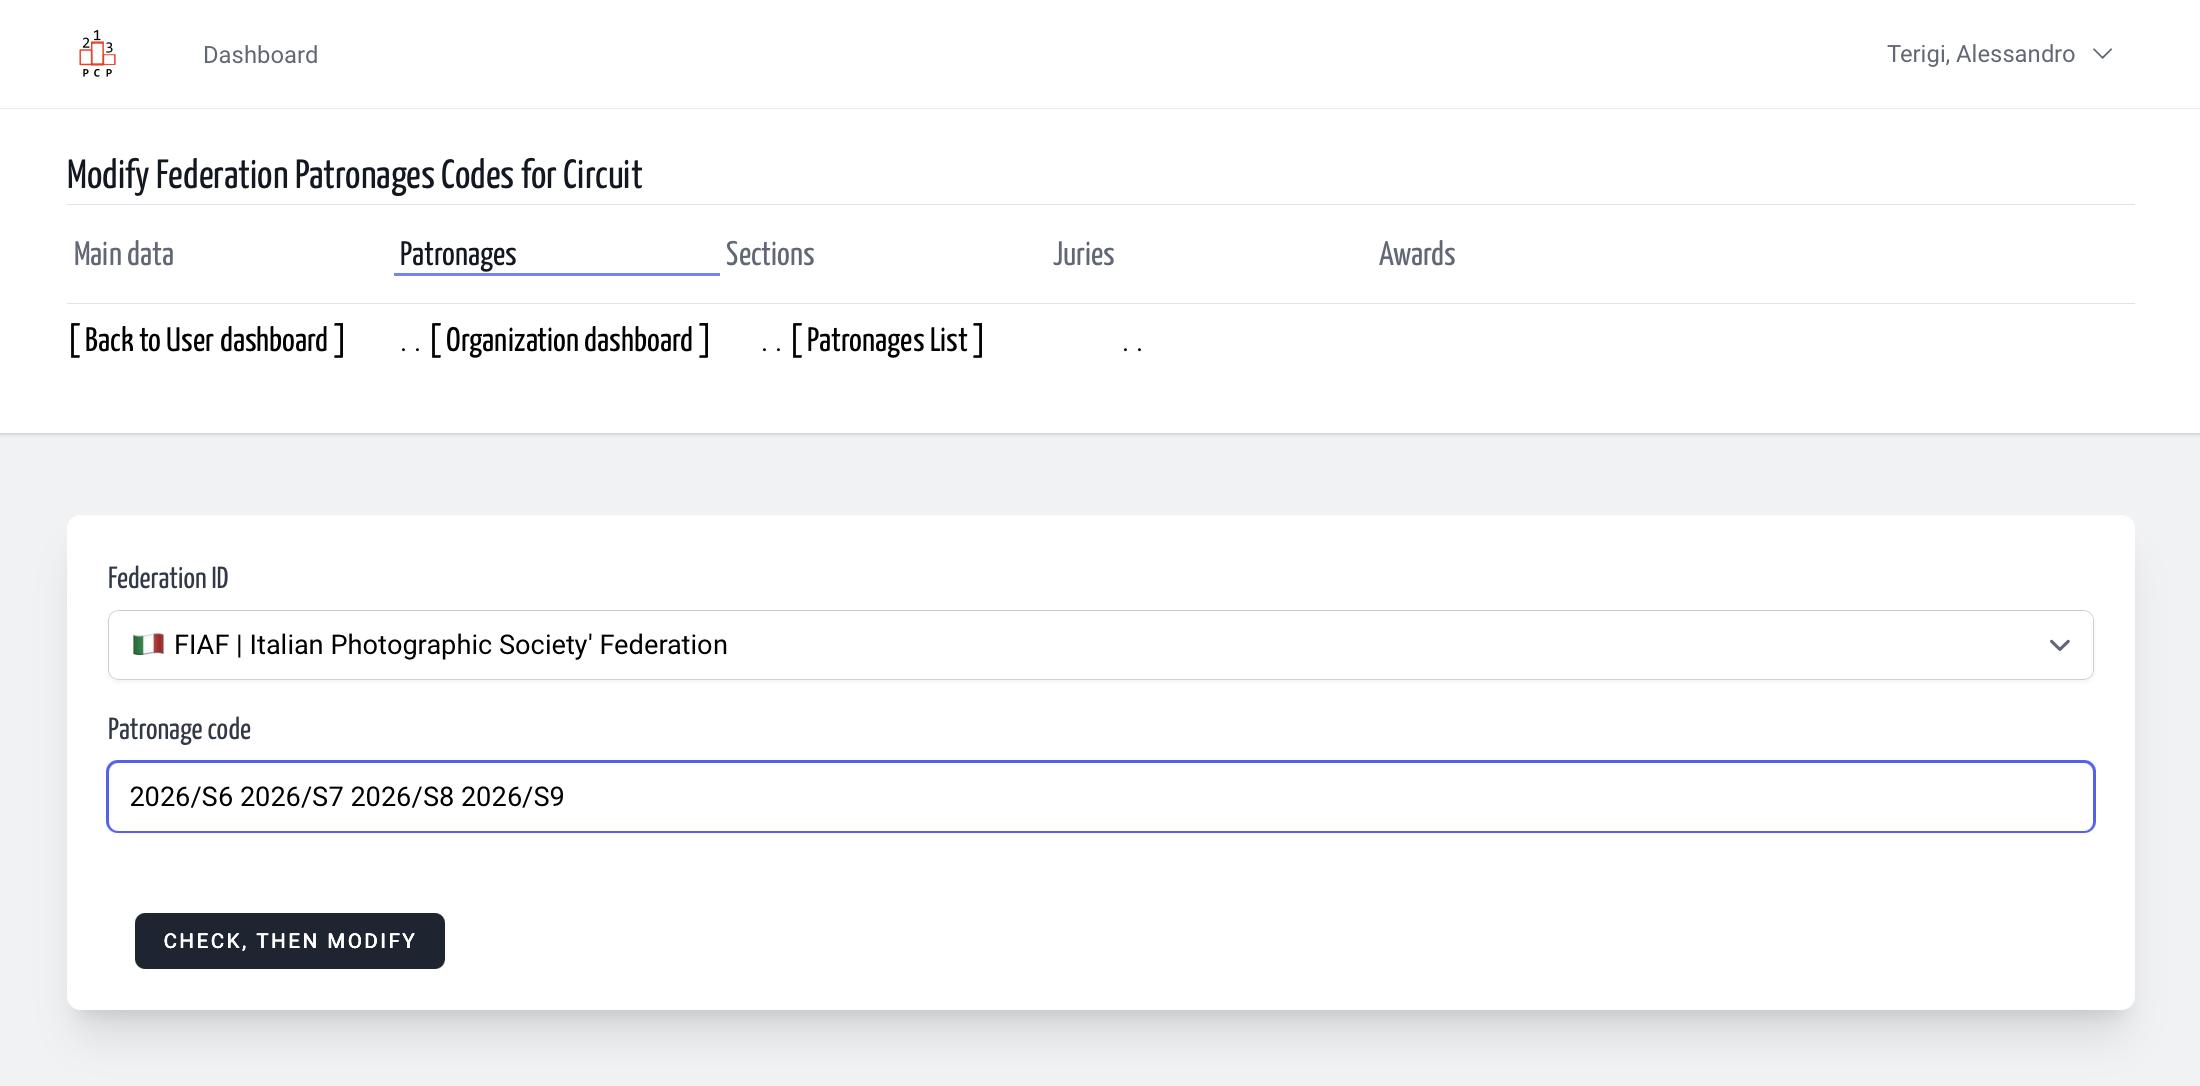 2 1 3
P C P
Dashboard
Terigi, Alessandro
Modify Federation Patronages Codes for Circuit
Main data Patronages Sections Juries Awards
[ Back to User dashboard ] . . [ Organization dashboard ] . . [ Patronages List ] . .
Federation ID
🇮🇹 FIAF | Italian Photographic Society' Federation
Patronage code
2026/S6 2026/S7 2026/S8 2026/S9
CHECK, THEN MODIFY